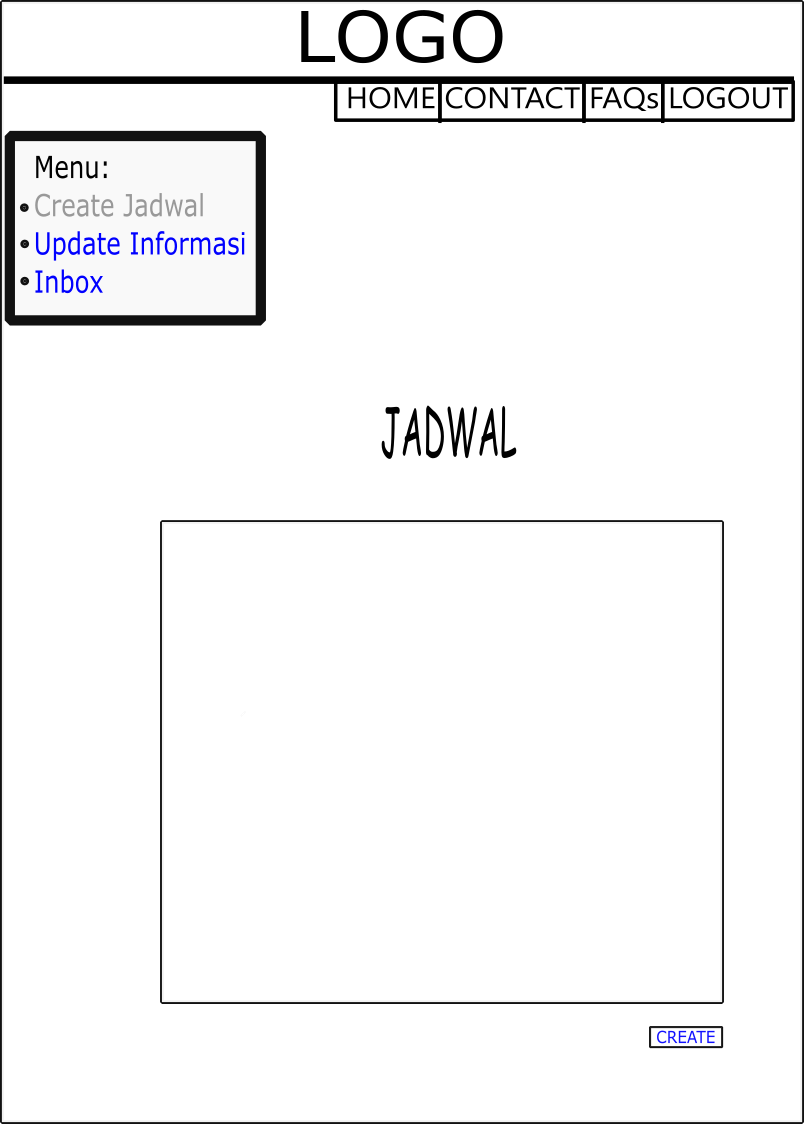 LOGO
HOME CONTACT FAQs LOGOUT
Menu:
Create Jadwal
Update Informasi
Inbox
JADWAL
CREATE